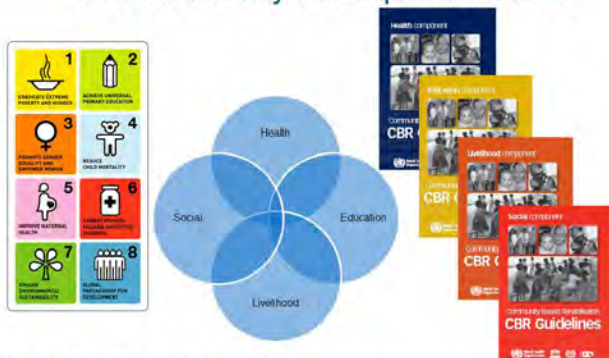 1
2
ERADICATE EXTREME
POVERTY AND HUNGER
ACHIEVE UNIVERSAL
PRIMARY EDUCATION
3
4
PROMOTE GENDER
EQUALITY AND
EMPOWER WOMEN
REDUCE
CHILD MORTALITY
5
6
IMPROVE MATERNAL
HEALTH
7
8
ENSURE
ENVIRONMENTAL
SUSTAINABILITY
GLOBAL
PARTNERSHIP FOR
DEVELOPMENT
Health
Social
Education
Livelihood
Health component
CBR G
component
CBR G
Livelihood component
CBR G
Social component
Community-Based Rehabilitation
CBR Guidelines